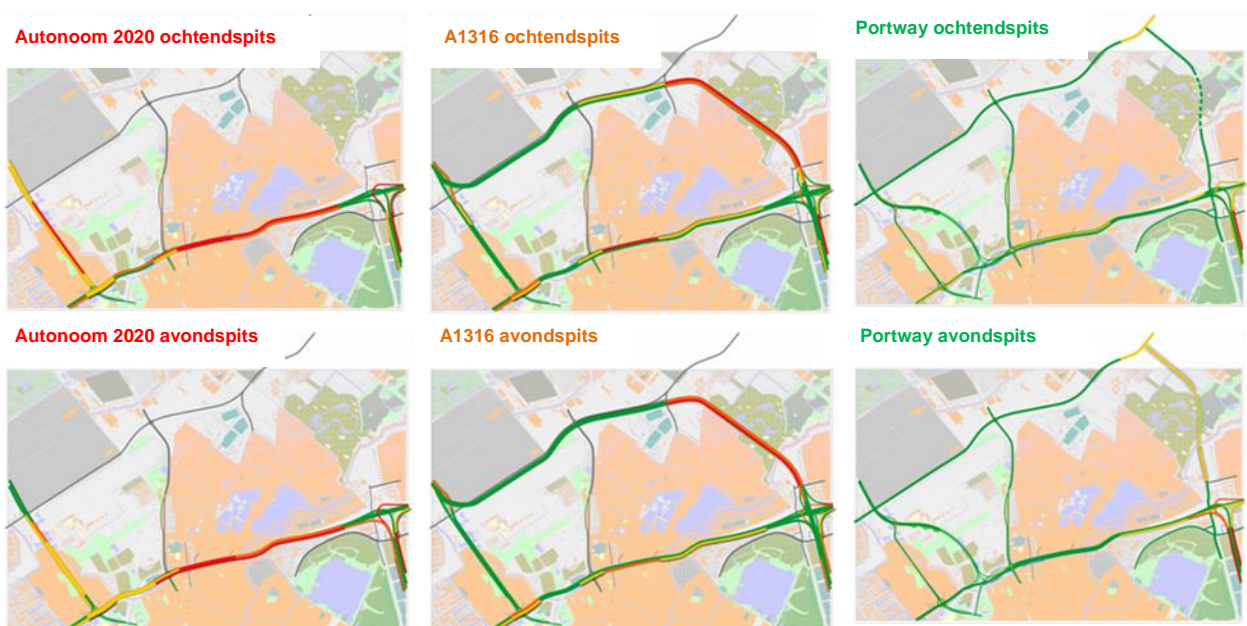 Autonoom 2020 ochtendspits
A1316 ochtendspits
Portway ochtendspits
Autonoom 2020 avondspits
A1316 avondspits
Portway avondspits